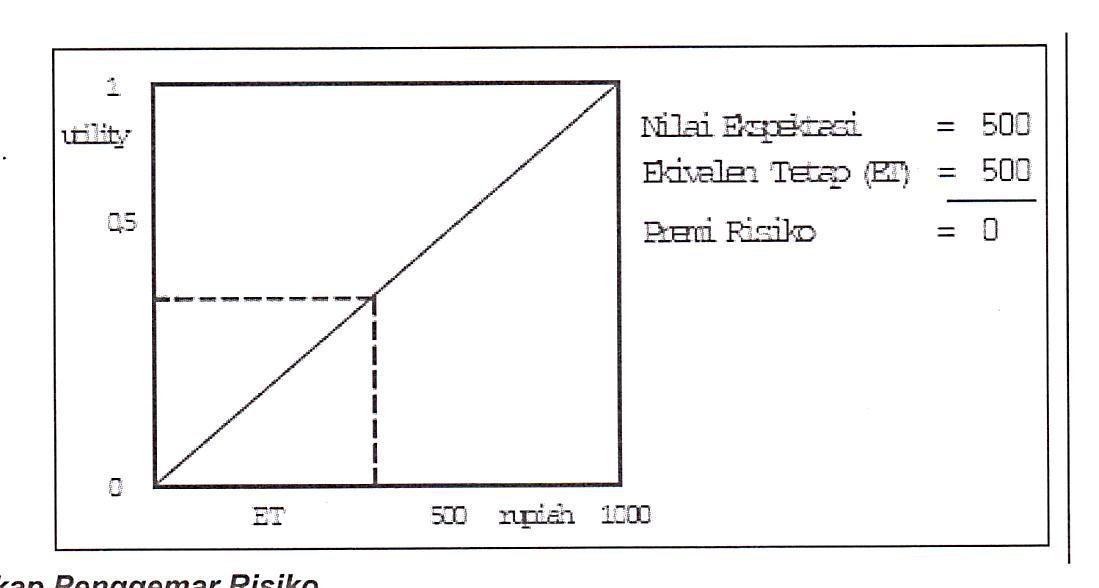 1
utility
0,5
0
ET 500 rupiah 1000
Nilai Ekspektasi = 500
Ekivalen Tetap (ET) = 500
Premi Risiko = 0
Penggemar Risiko